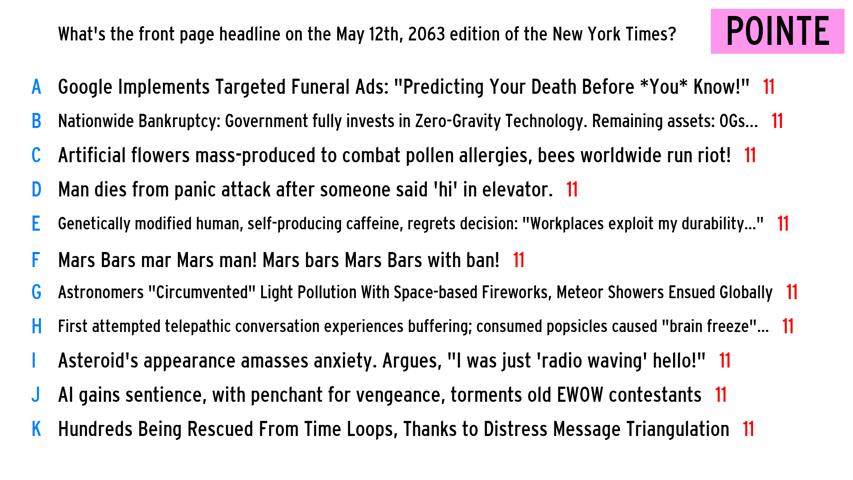 What's the front page headline on the May 12th, 2063 edition of the New York Times?
POINTE
A Google Implements Targeted Funeral Ads: "Predicting Your Death Before *You* Know!" 11
B Nationwide Bankruptcy: Government fully invests in Zero-Gravity Technology. Remaining assets: 0Gs... 11
C Artificial flowers mass-produced to combat pollen allergies, bees worldwide run riot! 11
D Man dies from panic attack after someone said 'hi' in elevator. 11
E Genetically modified human, self-producing caffeine, regrets decision: "Workplaces exploit my durability..." 11
F Mars Bars mar Mars man! Mars bars Mars Bars with ban! 11
G Astronomers "Circumvented" Light Pollution With Space-based Fireworks, Meteor Showers Ensued Globally 11
H First attempted telepathic conversation experiences buffering; consumed popsicles caused "brain freeze"... 11
I Asteroid's appearance amasses anxiety. Argues, "I was just 'radio waving' hello!" 11
J AI gains sentience, with penchant for vengeance, torments old EWOW contestants 11
K Hundreds Being Rescued From Time Loops, Thanks to Distress Message Triangulation 11